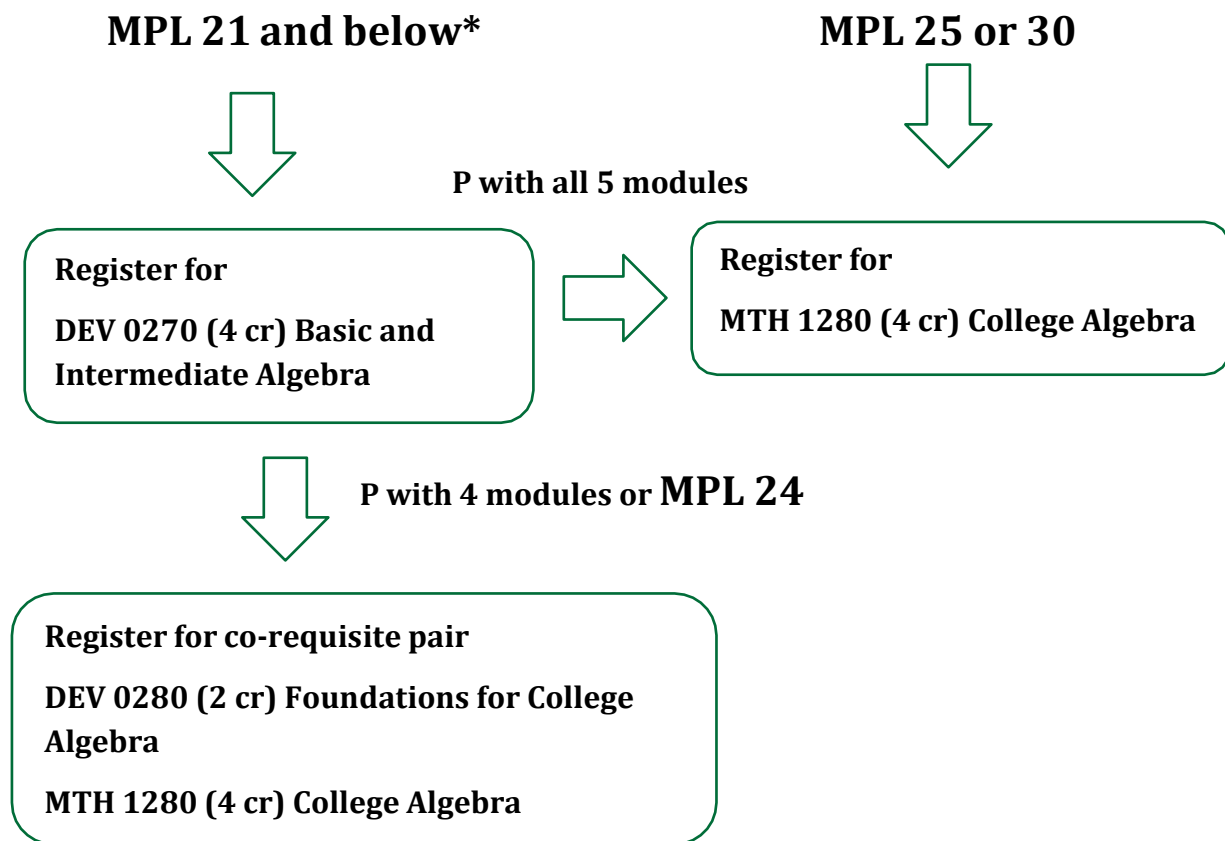 MPL 21 and below*
MPL 25 or 30
P with all 5 modules
Register for
DEV 0270 (4 cr) Basic and
Intermediate Algebra
Register for
MTH 1280 (4 cr) College Algebra
P with 4 modules or MPL 24
Register for co-requisite pair
DEV 0280 (2 cr) Foundations for College
Algebra
MTH 1280 (4 cr) College Algebra